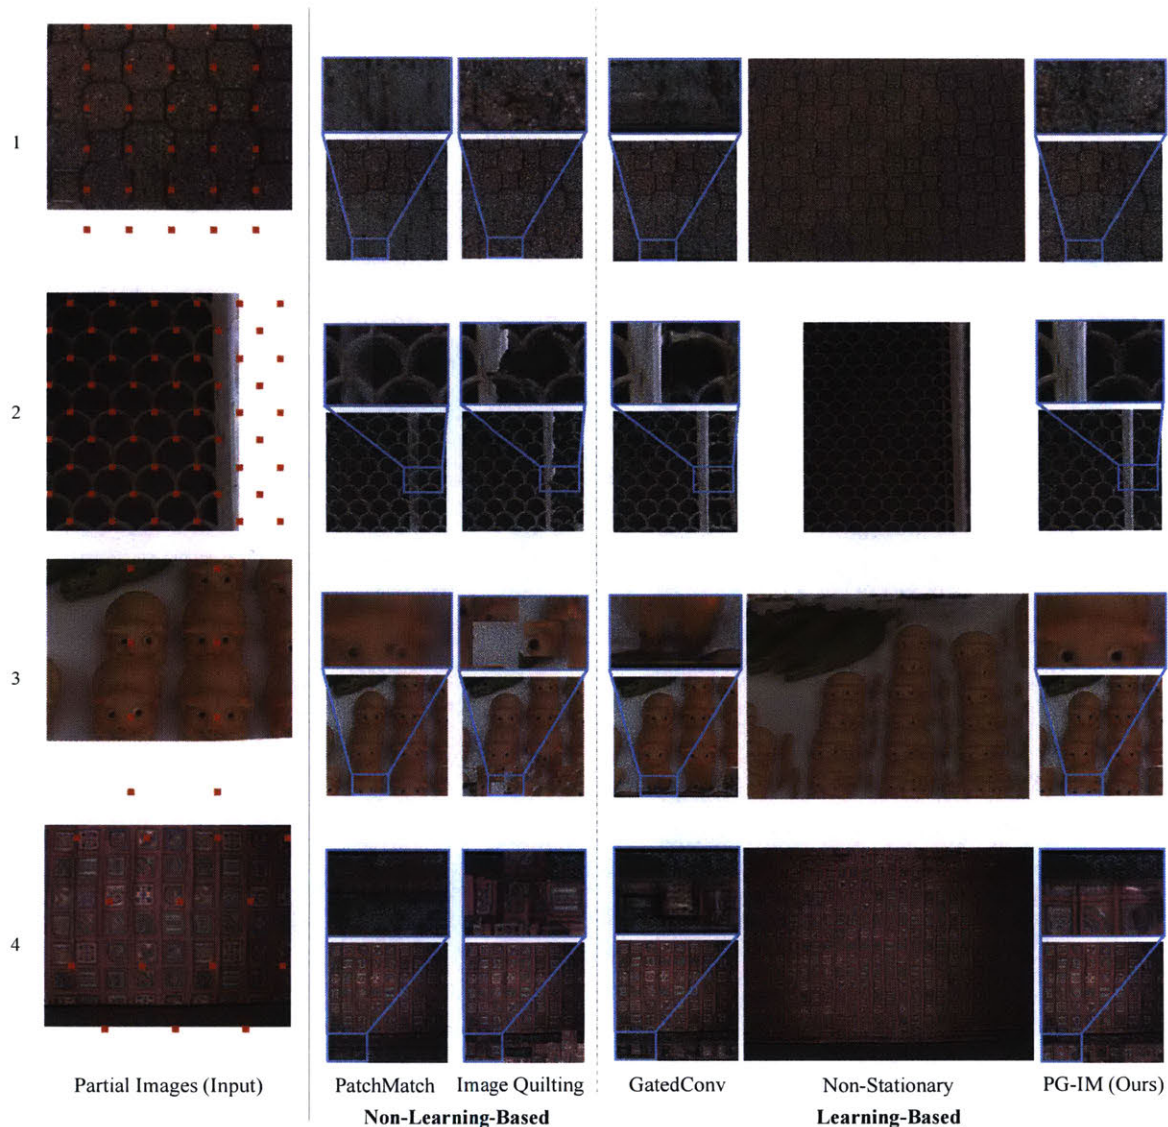 1
2
3
4
Partial Images (Input)
PatchMatch
Image Quilting
GatedConv
Non-Stationary
PG-IM (Ours)
Non-Learning-Based
Learning-Based